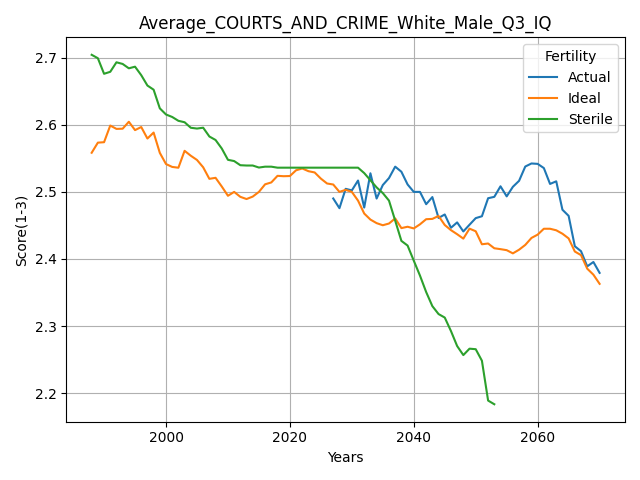 Average_COURTS_AND_CRIME_White_Male_Q3_IQ
Fertility
Actual
Ideal
Sterile
Score(1-3)
2.7
2.6
2.5
2.4
2.3
2.2
2000
2020
2040
2060
Years